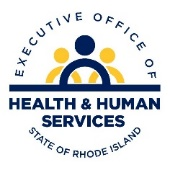 EXECUTIVE OFFICE OF
HEALTH & HUMAN
SERVICES
STATE OF RHODE ISLAND